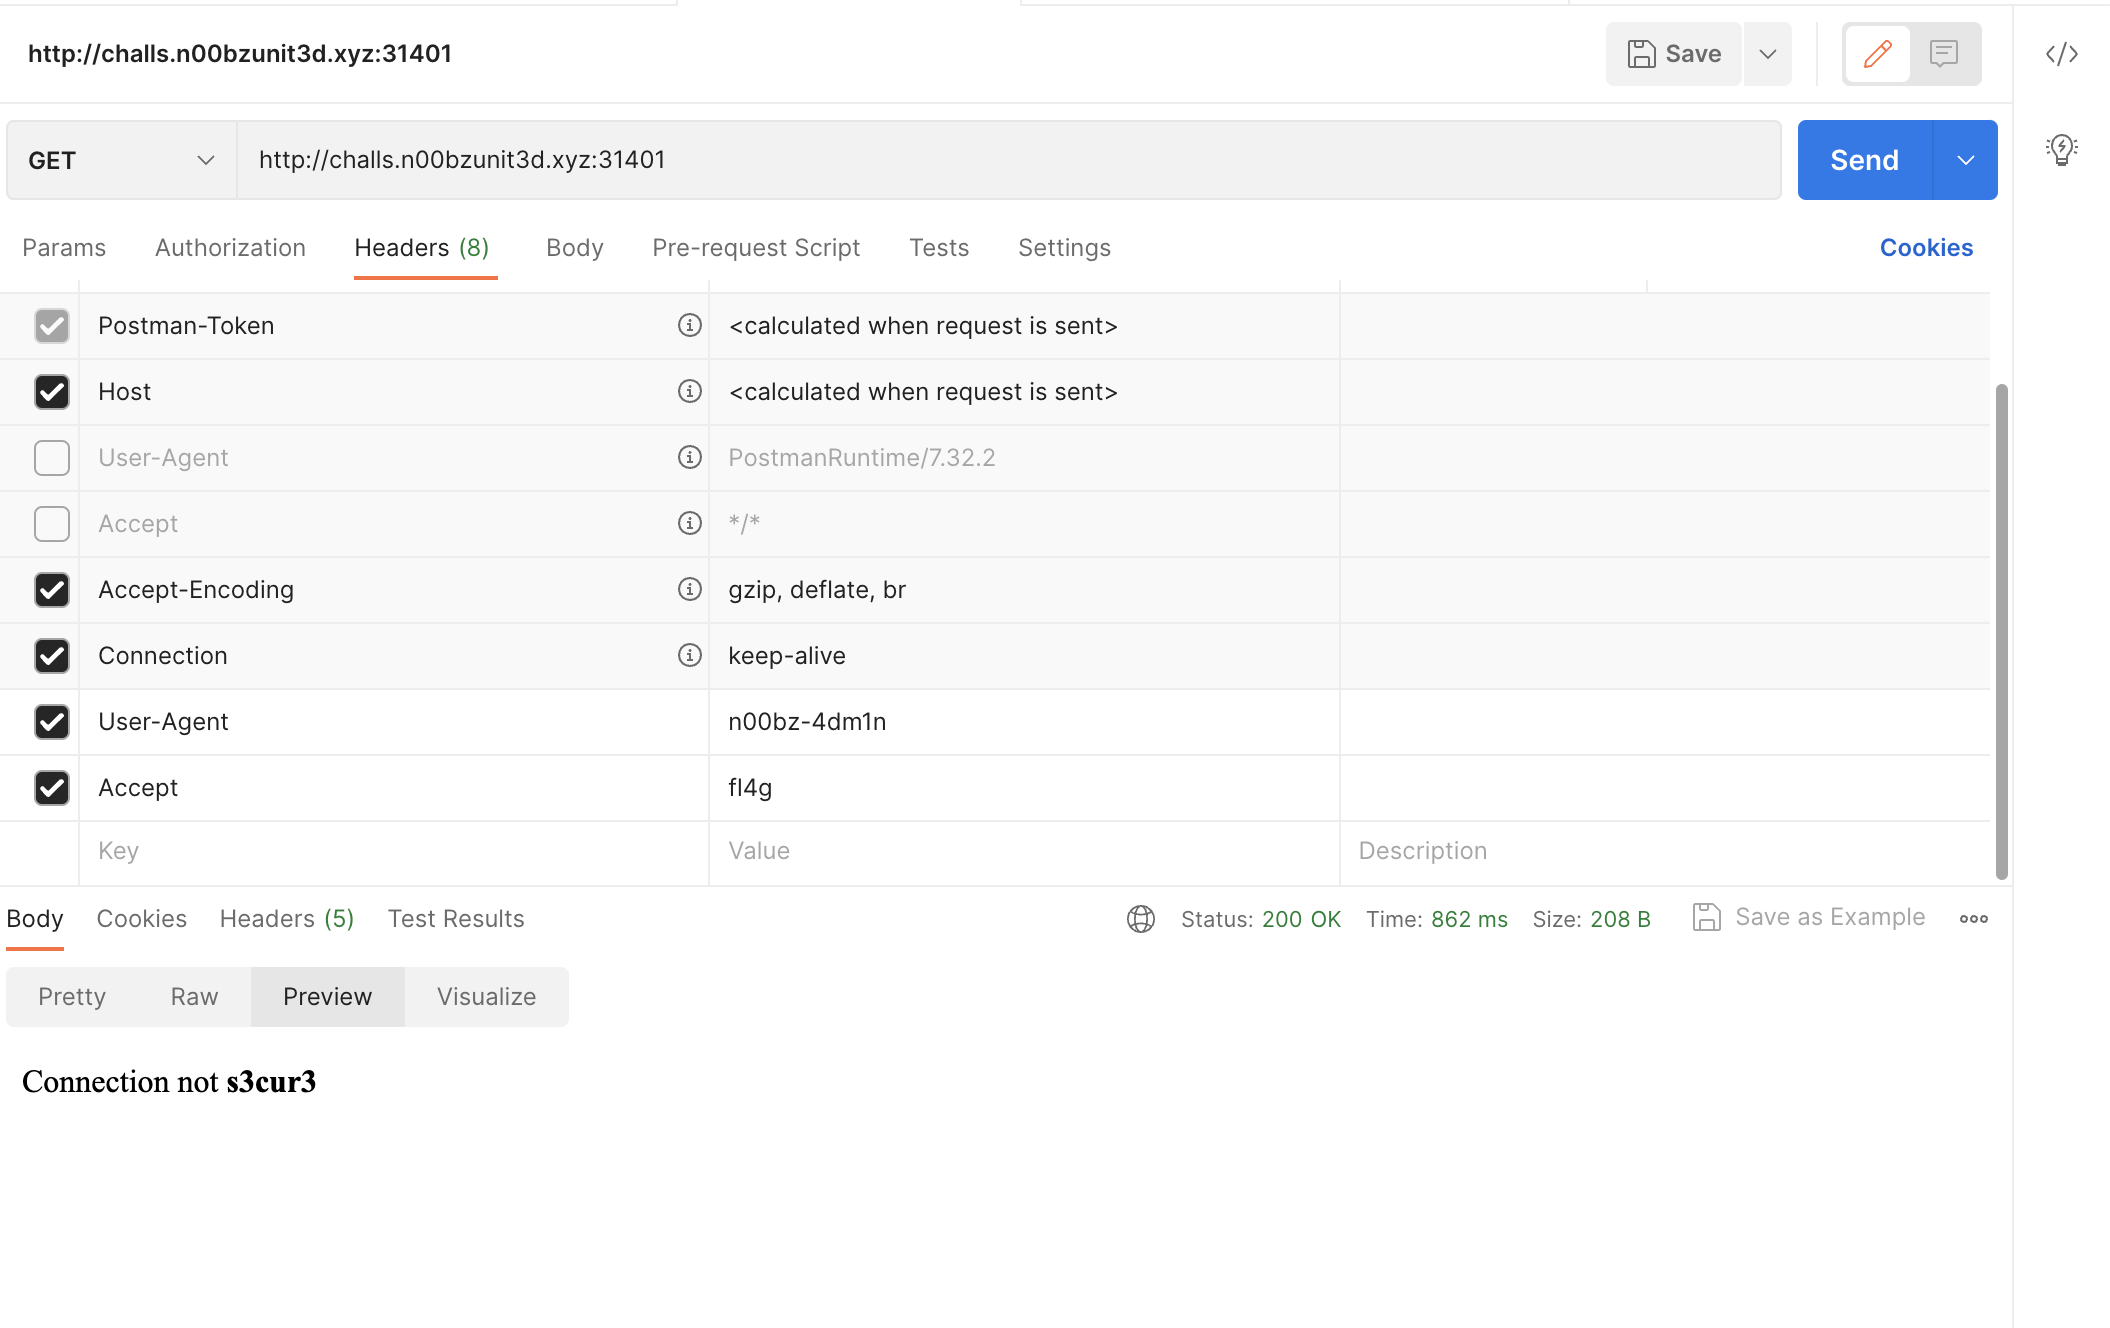 http://challs.n00bzunit3d.xyz:31401
Save
GET
http://challs.n00bzunit3d.xyz:31401
Send
Params Authorization Headers (8) Body Pre-request Script Tests Settings Cookies
Postman-Token <calculated when request is sent>
Host <calculated when request is sent>
User-Agent PostmanRuntime/7.32.2
Accept */*
Accept-Encoding gzip, deflate, br
Connection keep-alive
User-Agent n00bz-4dm1n
Accept fl4g
Key Value Description
Body Cookies Headers (5) Test Results Status: 200 OK Time: 862 ms Size: 208 B Save as Example
Pretty Raw Preview Visualize
Connection not s3cur3